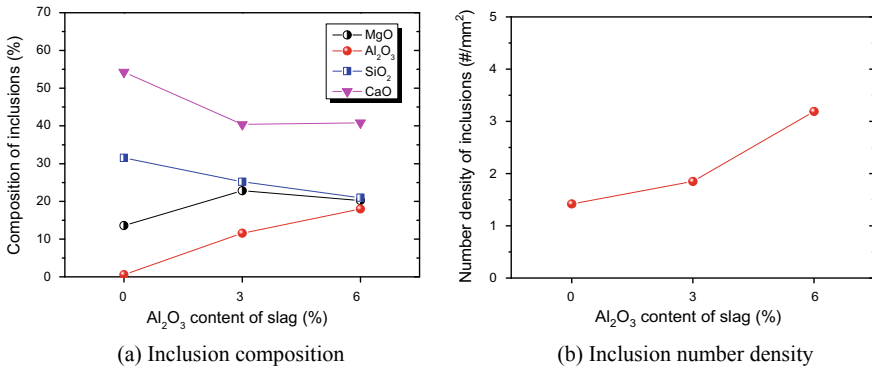 70
60
50
40
30
20
10
0
Composition of inclusions (%)
MgO
Al₂O₃
SiO₂
CaO
0 3 6
Al₂O₃ content of slag (%)
(a) Inclusion composition
5
4
3
2
1
0
Number density of inclusions (#/mm²)
0 3 6
Al₂O₃ content of slag (%)
(b) Inclusion number density